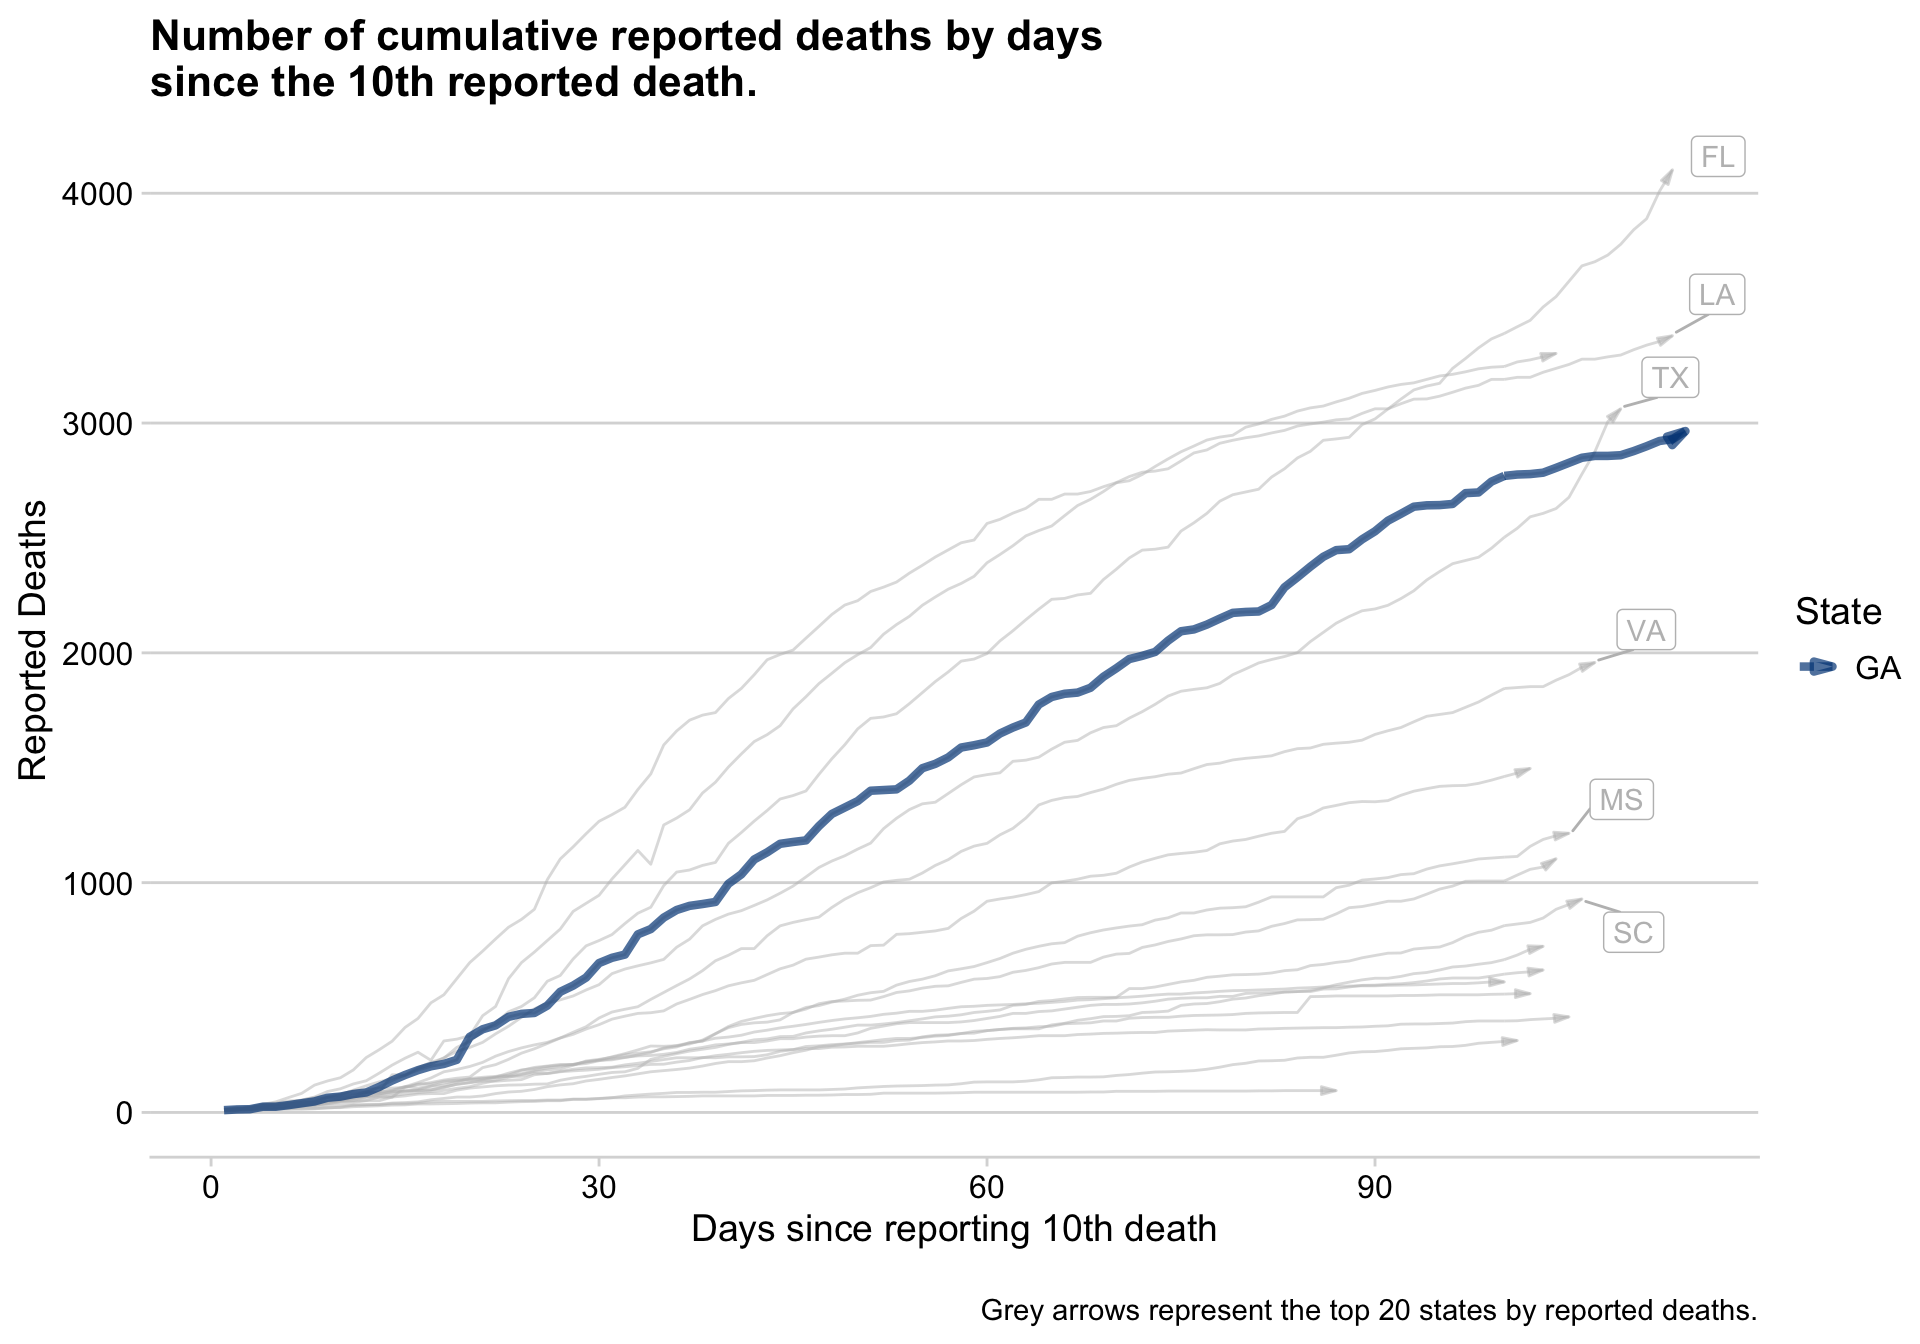 Number of cumulative reported deaths by days
since the 10th reported death.
FL
4000
LA
TX
3000
Reported Deaths
State
GA
VA
2000
MS
1000
SC
0
0
30
60
90
Days since reporting 10th death
Grey arrows represent the top 20 states by reported deaths.